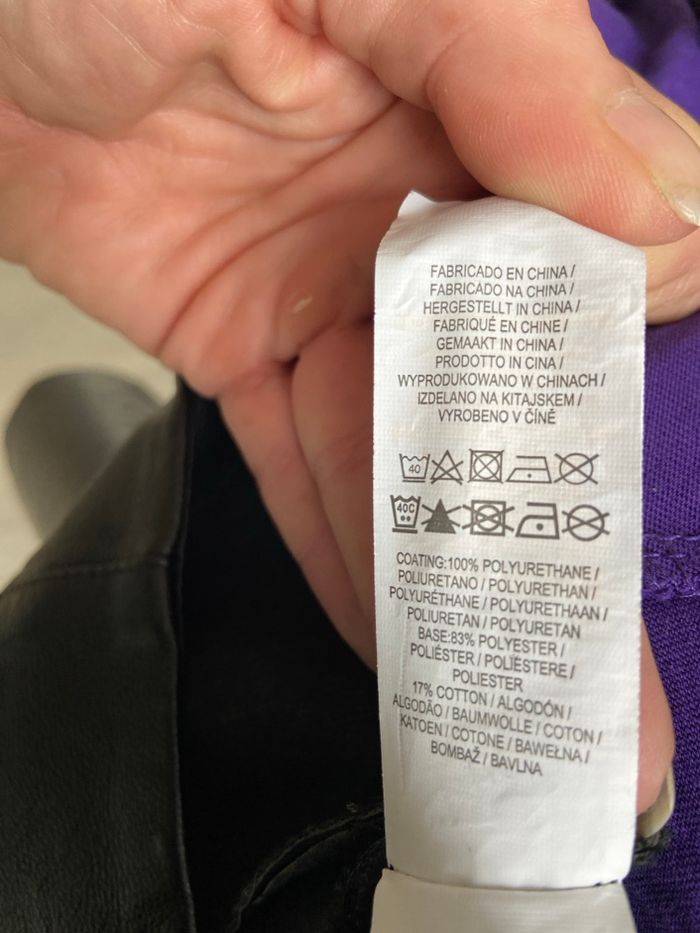 FABRICADO EN CHINA /
FABRICADO NA CHINA /
HERGESTELLT IN CHINA /
FABRIQUÉ EN CHINE /
GEMAAKT IN CHINA /
PRODOTTO IN CINA /
WYPRODUKOWANO W CHINACH /
IZDELANO NA KITAJSKEM /
VYROBENO V ČÍNĚ
40
40C
COATING:100% POLYURETHANE /
POLIURETANO / POLYURETHAN /
POLYURÉTHANE / POLYURETHAAN /
POLIURETAN / POLYURETAN
BASE:83% POLYESTER /
POLIÉSTER / POLIÉSTERE /
POLIESTER
17% COTTON / ALGODÓN /
ALGODÃO / BAUMWOLLE / COTON /
KATOEN / COTONE / BAWEŁNA /
BOMBAŽ / BAVLNA